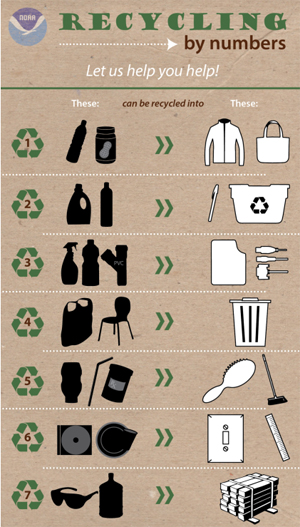 NOAA
RECYCLING
by numbers
Let us help you help!
These: can be recycled into These:
1
2
3
PVC
4
5
6
7